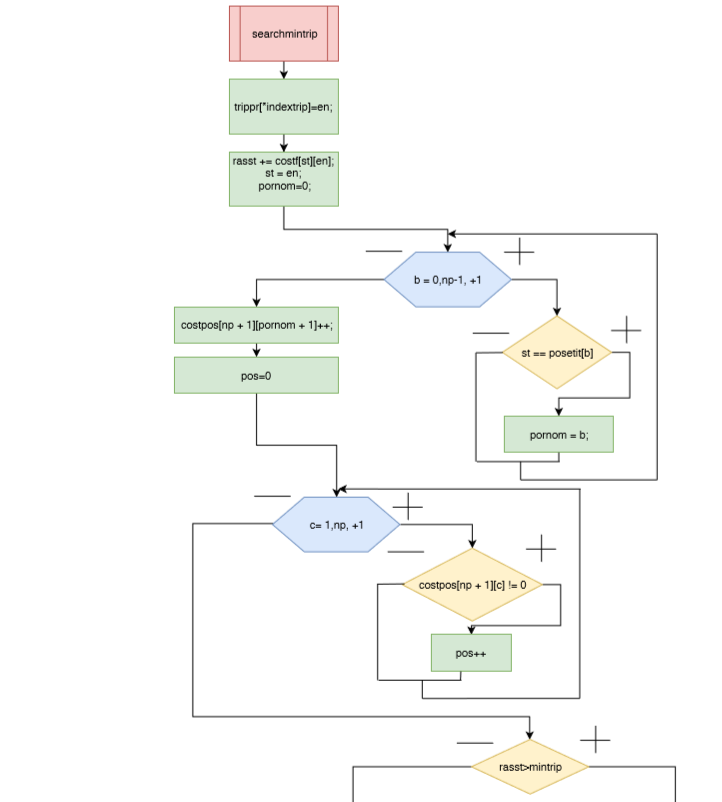 searchmintrip
trippr[*indextrip]=en;
rasst += costf[st][en];
st = en;
pornom=0;
b = 0,np-1, +1
costpos[np + 1][pornom + 1]++;
st == posetit[b]
pos=0
pornom = b;
c= 1,np, +1
costpos[np + 1][c] != 0
pos++
rasst>mintrip